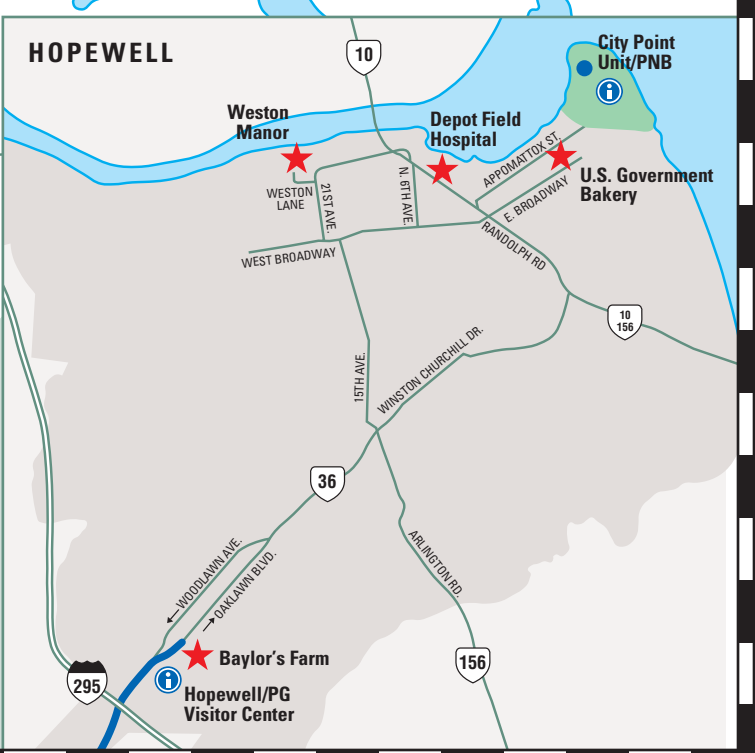 HOPEWELL
10
City Point
Unit/PNB
Weston
Manor
Depot Field
Hospital
APPOMATTOX ST.
U.S. Government
Bakery
WESTON
LANE
21ST AVE.
N. 6TH AVE.
E. BROADWAY
RANDOLPH RD
WEST BROADWAY
10
156
15TH AVE.
WINSTON CHURCHILL DR.
36
WOODLAWN AVE.
OAKLAWN BLVD.
ARLINGTON RD.
Baylor's Farm
156
295
Hopewell/PG
Visitor Center